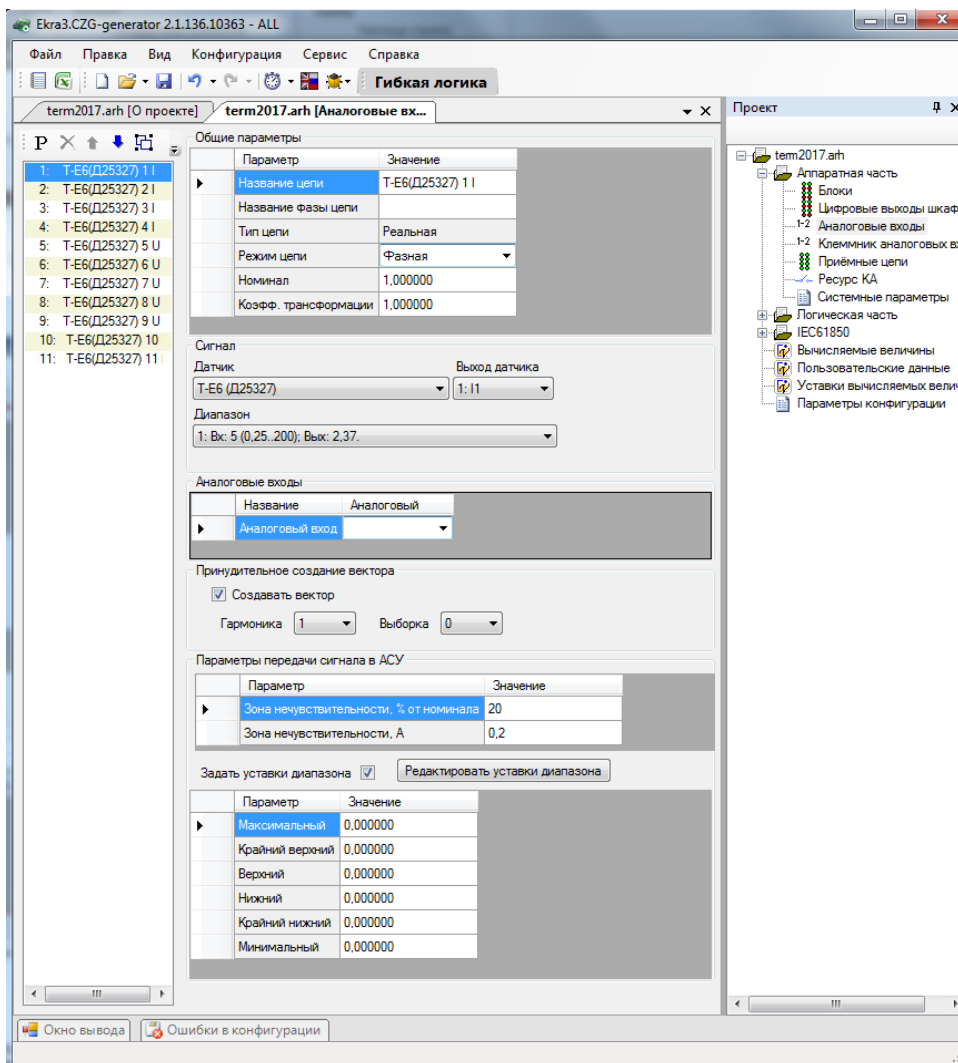 Ekra3.CZG-generator 2.1.136.10363 - ALL
Файл Правка Вид Конфигурация Сервис Справка
Гибкая логика
term2017.arh [О проекте] term2017.arh [Аналоговые вх...
Проект
P
1: Т-Е6(Д25327) 1 I
2: Т-Е6(Д25327) 2 I
3: Т-Е6(Д25327) 3 I
4: Т-Е6(Д25327) 4 I
5: Т-Е6(Д25327) 5 U
6: Т-Е6(Д25327) 6 U
7: Т-Е6(Д25327) 7 U
8: Т-Е6(Д25327) 8 U
9: Т-Е6(Д25327) 9 U
10: Т-Е6(Д25327) 10
11: Т-Е6(Д25327) 11
Общие параметры
Параметр Значение
Название цепи Т-Е6(Д25327) 1 I
Название фазы цепи
Тип цепи Реальная
Режим цепи Фазная
Номинал 1,000000
Коэфф. трансформации 1,000000
Сигнал
Датчик Выход датчика
Т-Е6 (Д25327) 1: I1
Диапазон
1: Вх: 5 (0,25..200); Вых: 2,37.
Аналоговые входы
Название Аналоговый
Аналоговый вход
Принудительное создание вектора
Создавать вектор
Гармоника 1 Выборка 0
Параметры передачи сигнала в АСУ
Параметр Значение
Зона нечувствительности, % от номинала 20
Зона нечувствительности, А 0,2
Задать уставки диапазона Редактировать уставки диапазона
Параметр Значение
Максимальный 0,000000
Крайний верхний 0,000000
Верхний 0,000000
Нижний 0,000000
Крайний нижний 0,000000
Минимальный 0,000000
term2017.arh
Аппаратная часть
Блоки
Цифровые выходы шкаф
1-2 Аналоговые входы
1-2 Клеммник аналоговых в
Приёмные цепи
Ресурс КА
Системные параметры
Логическая часть
IEC61850
Вычисляемые величины
Пользовательские данные
Уставки вычисляемых вели
Параметры конфигурации
Окно вывода Ошибки в конфигурации